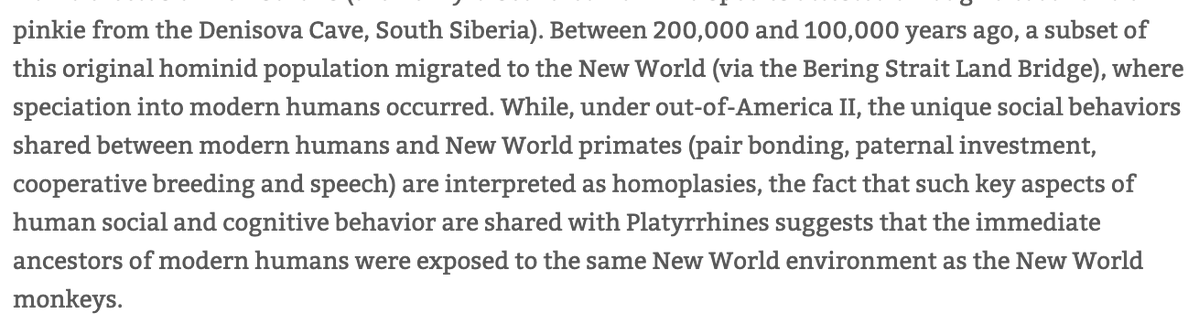 pinkie from the Denisova Cave, South Siberia). Between 200,000 and 100,000 years ago, a subset of
this original hominid population migrated to the New World (via the Bering Strait Land Bridge), where
speciation into modern humans occurred. While, under out-of-America II, the unique social behaviors
shared between modern humans and New World primates (pair bonding, paternal investment,
cooperative breeding and speech) are interpreted as homoplasies, the fact that such key aspects of
human social and cognitive behavior are shared with Platyrrhines suggests that the immediate
ancestors of modern humans were exposed to the same New World environment as the New World
monkeys.